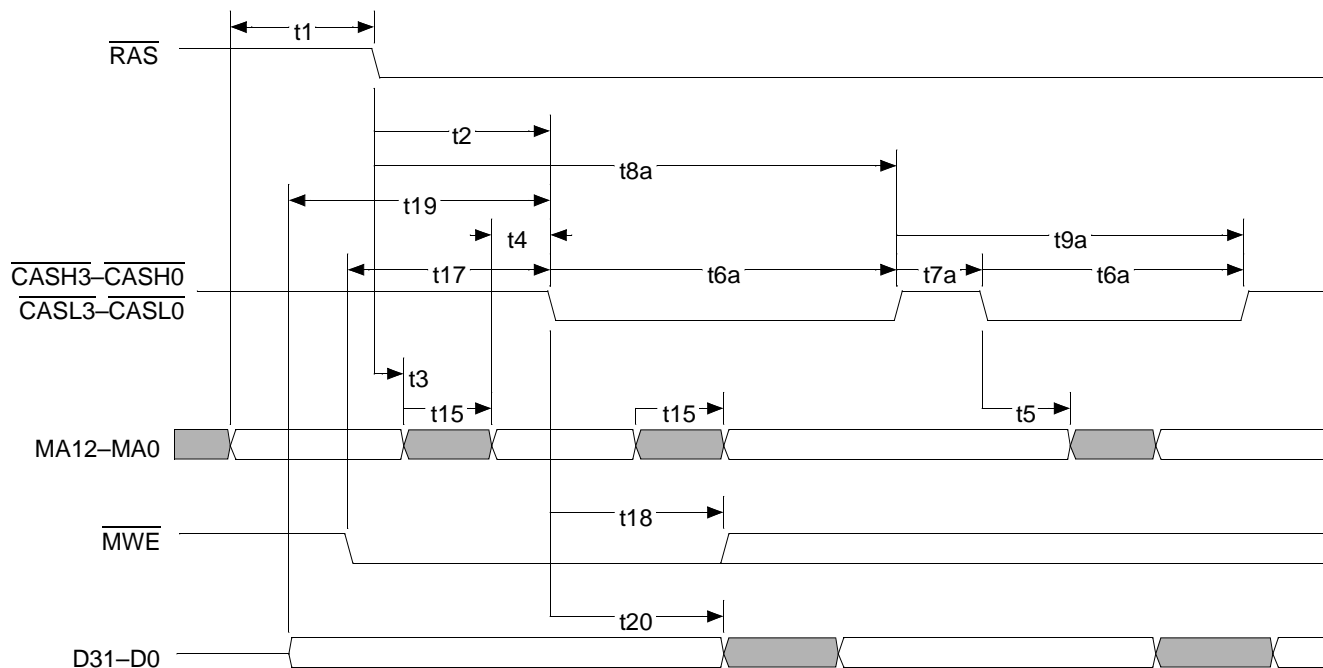 t1
RAS
t2
t8a
t19
t4
t9a
CASH3–CASH0
t17
t6a
t7a
t6a
CASL3–CASL0
t3
t15
t15
t5
MA12–MA0
t18
MWE
t20
D31–D0